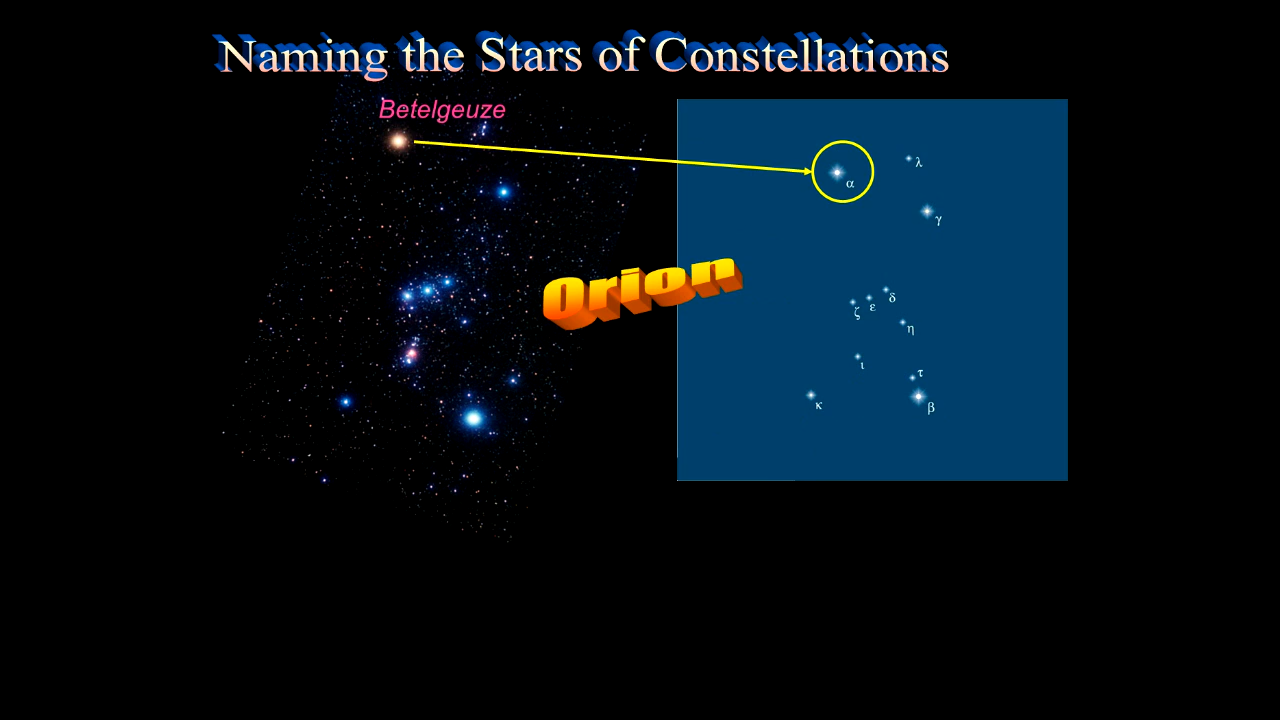 Naming the Stars of Constellations
Betelgeuze
λ
α
γ
Orion
δ
ζ
ε
η
ι
τ
κ
β